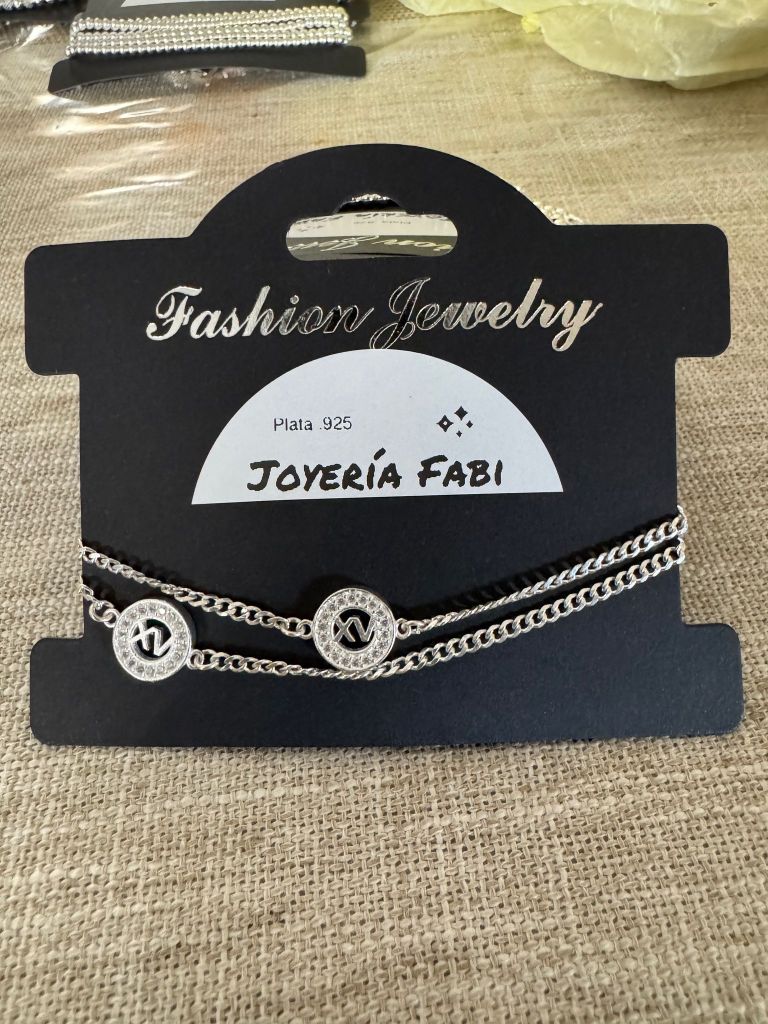 Fashion Jewelry
Plata .925
JOYERÍA FABI
XV
XV